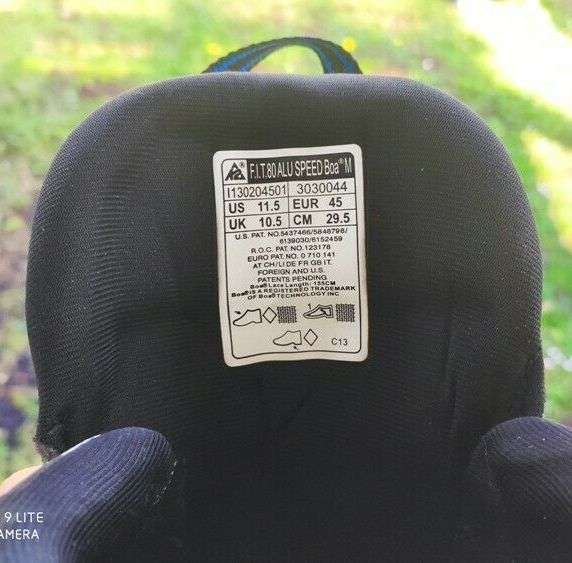 F.I.T.80 ALU SPEED Boa® M
I130204501 3030044
US 11.5 EUR 45
UK 10.5 CM 29.5
U.S. PAT. NO.5437466/5848798/
6139030/6152459
R.O.C. PAT NO. 123178
EURO PAT. NO. 0 710 141
AT CH/LI DE FR GB IT.
FOREIGN AND U.S.
PATENTS PENDING
Boa® Lace Length: 155CM
Boa® IS A REGISTERED TRADEMARK
OF Boa® TECHNOLOGY INC
C13
9 LITE
AMERA